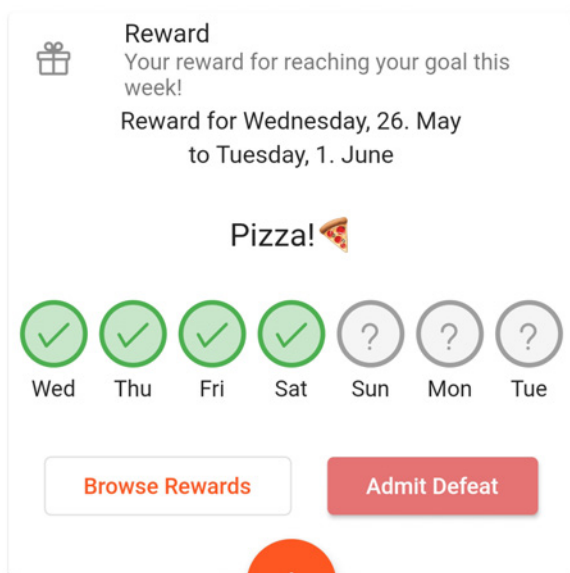 Reward
Your reward for reaching your goal this
week!
Reward for Wednesday, 26. May
to Tuesday, 1. June
Pizza!🍕
? ? ?
Wed Thu Fri Sat Sun Mon Tue
Browse Rewards Admit Defeat